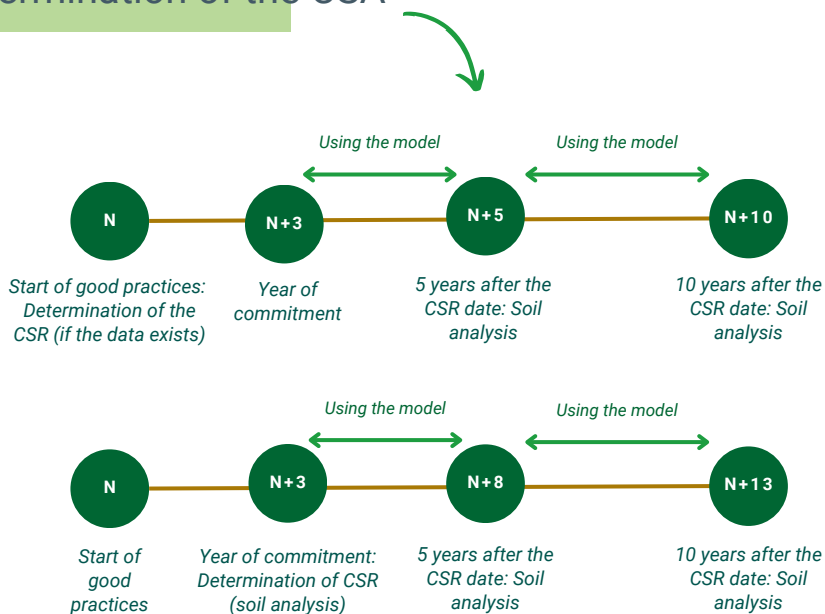 ermination of the CSA
Using the model
Using the model
N
N+3
N+5
N+10
Start of good practices:
Determination of the
CSR (if the data exists)
Year of
commitment
5 years after the
CSR date: Soil
analysis
10 years after the
CSR date: Soil
analysis
Using the model
Using the model
N
N+3
N+8
N+13
Start of
good
practices
Year of commitment:
Determination of CSR
(soil analysis)
5 years after the
CSR date: Soil
analysis
10 years after the
CSR date: Soil
analysis